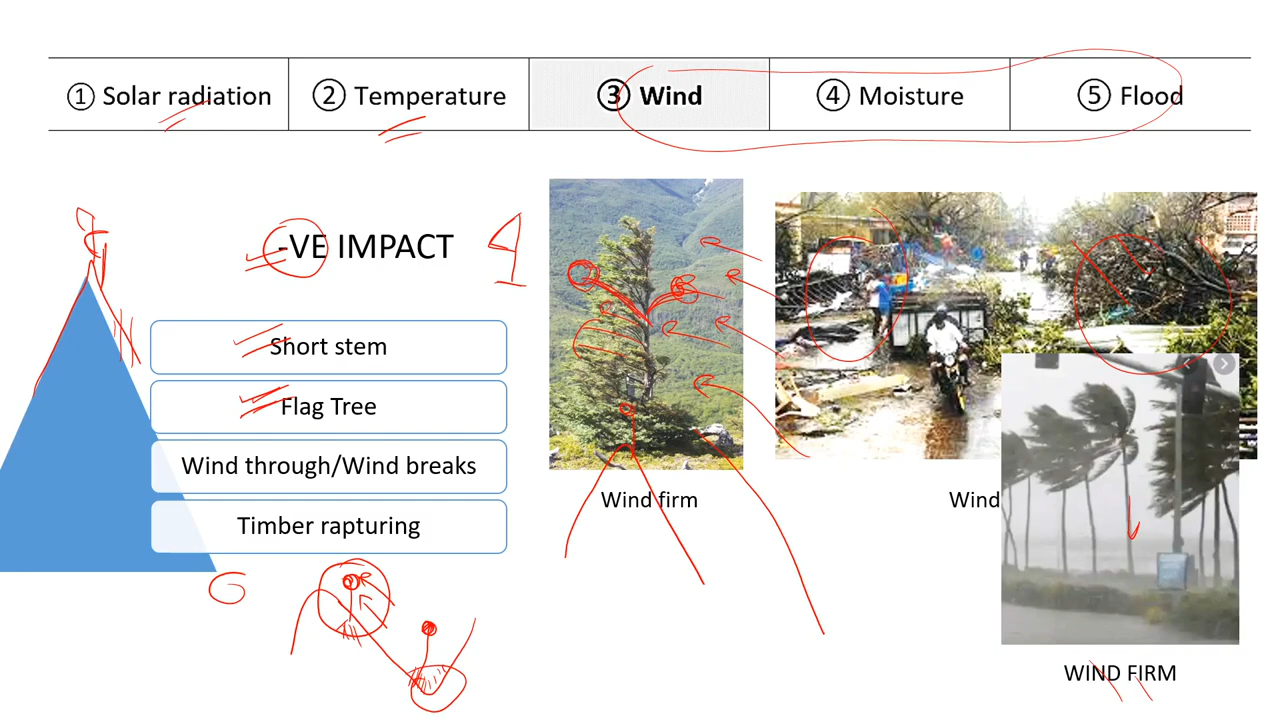 ① Solar radiation
② Temperature
③ Wind
④ Moisture
⑤ Flood
-VE IMPACT
Short stem
Flag Tree
Wind through/Wind breaks
Timber rapturing
Wind firm
Wind
WIND FIRM